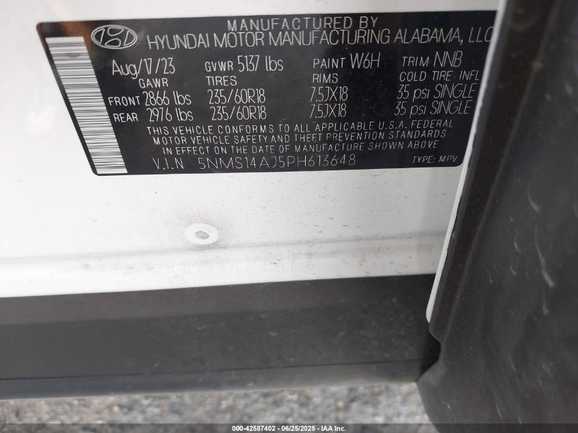 MANUFACTURED BY
HYUNDAI MOTOR MANUFACTURING ALABAMA, LLC
Aug/17/23 GVWR 5137 lbs PAINT W6H TRIM NNB
GAWR TIRES RIMS COLD TIRE INFL
FRONT 2866 lbs 235/60R18 7.5JX18 35 psi SINGLE
REAR 2976 lbs 235/60R18 7.5JX18 35 psi SINGLE
THIS VEHICLE CONFORMS TO ALL APPLICABLE U.S.A. FEDERAL
MOTOR VEHICLE SAFETY AND THEFT PREVENTION STANDARDS
IN EFFECT ON THE DATE OF MANUFACTURE SHOWN ABOVE.
V.I.N 5NMS14AJ5PH613648 TYPE: MPV
000-42587402 - 06/25/2025 - IAA Inc.